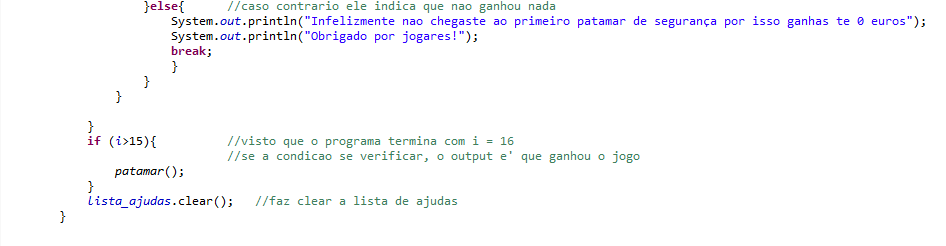 }else{ //caso contrario ele indica que nao ganhou nada
System.out.println("Infelizmente nao chegaste ao primeiro patamar de segurança por isso ganhas te 0 euros");
System.out.println("Obrigado por jogares!");
break;
}
}
}
}
if (i>15){ //visto que o programa termina com i = 16
//se a condicao se verificar, o output e' que ganhou o jogo
patamar();
}
lista_ajudas.clear(); //faz clear a lista de ajudas
}